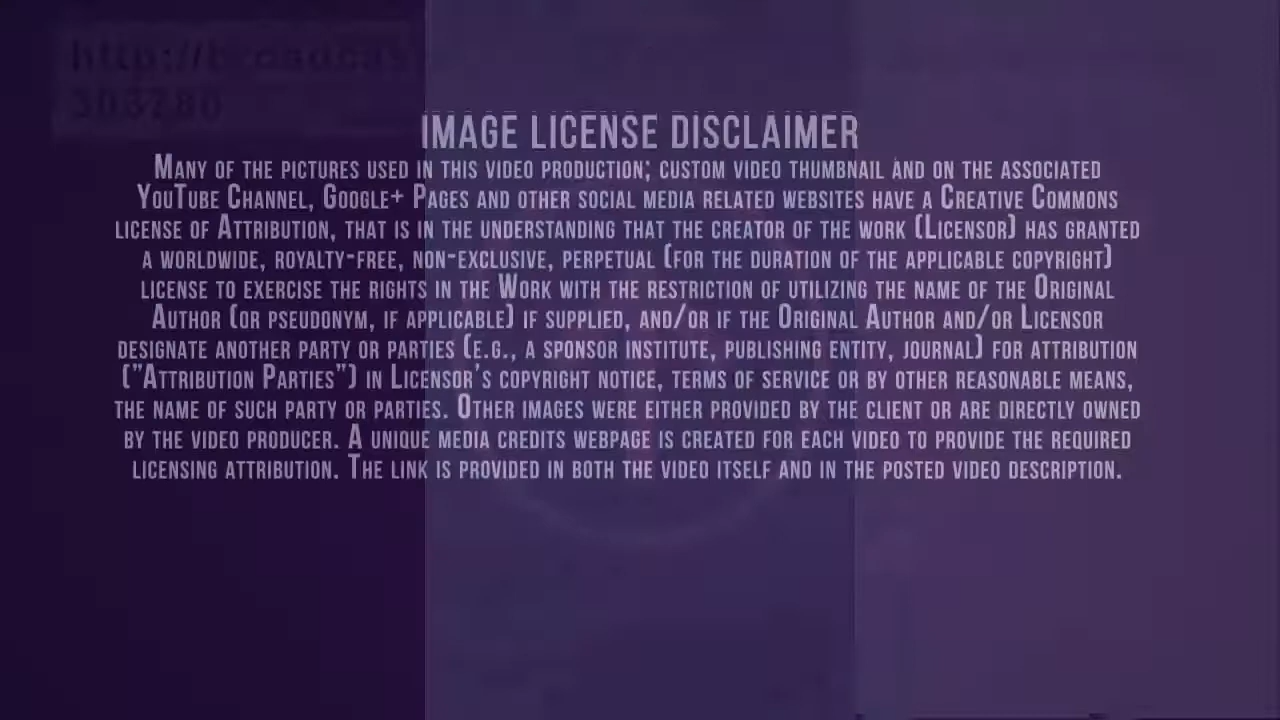 http://broadcas
303780
IMAGE LICENSE DISCLAIMER
MANY OF THE PICTURES USED IN THIS VIDEO PRODUCTION; CUSTOM VIDEO THUMBNAIL AND ON THE ASSOCIATED
YOUTUBE CHANNEL, GOOGLE+ PAGES AND OTHER SOCIAL MEDIA RELATED WEBSITES HAVE A CREATIVE COMMONS
LICENSE OF ATTRIBUTION, THAT IS IN THE UNDERSTANDING THAT THE CREATOR OF THE WORK (LICENSOR) HAS GRANTED
A WORLDWIDE, ROYALTY-FREE, NON-EXCLUSIVE, PERPETUAL (FOR THE DURATION OF THE APPLICABLE COPYRIGHT)
LICENSE TO EXERCISE THE RIGHTS IN THE WORK WITH THE RESTRICTION OF UTILIZING THE NAME OF THE ORIGINAL
AUTHOR (OR PSEUDONYM, IF APPLICABLE) IF SUPPLIED, AND/OR IF THE ORIGINAL AUTHOR AND/OR LICENSOR
DESIGNATE ANOTHER PARTY OR PARTIES (E.G., A SPONSOR INSTITUTE, PUBLISHING ENTITY, JOURNAL) FOR ATTRIBUTION
("ATTRIBUTION PARTIES") IN LICENSOR'S COPYRIGHT NOTICE, TERMS OF SERVICE OR BY OTHER REASONABLE MEANS,
THE NAME OF SUCH PARTY OR PARTIES. OTHER IMAGES WERE EITHER PROVIDED BY THE CLIENT OR ARE DIRECTLY OWNED
BY THE VIDEO PRODUCER. A UNIQUE MEDIA CREDITS WEBPAGE IS CREATED FOR EACH VIDEO TO PROVIDE THE REQUIRED
LICENSING ATTRIBUTION. THE LINK IS PROVIDED IN BOTH THE VIDEO ITSELF AND IN THE POSTED VIDEO DESCRIPTION.